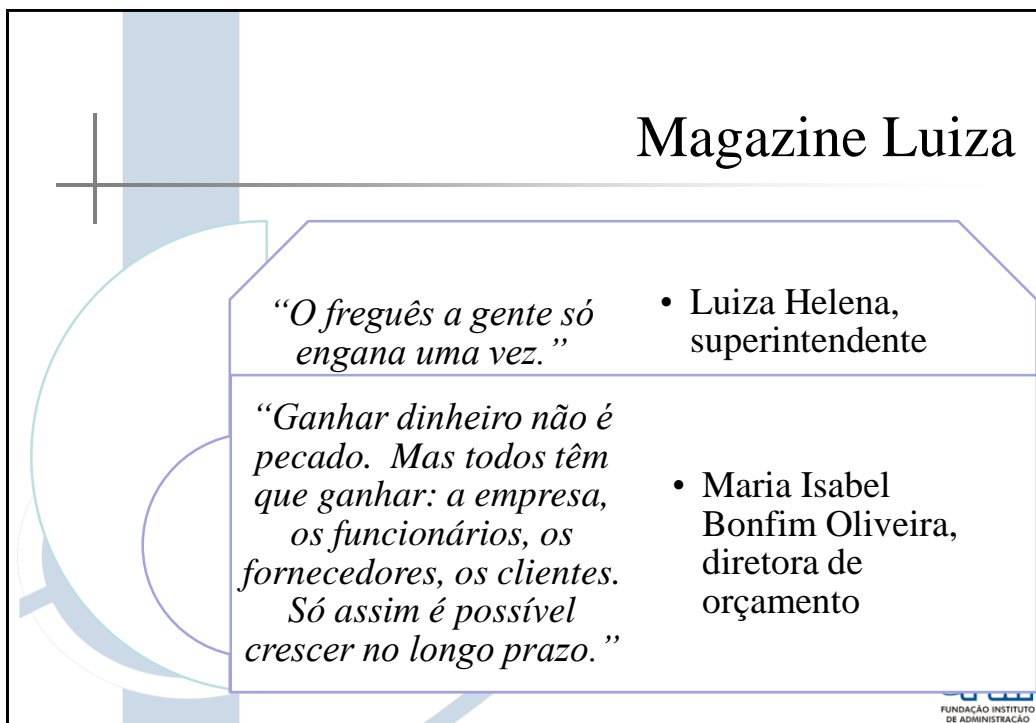 Magazine Luiza
“O freguês a gente só
engana uma vez.”
• Luiza Helena,
superintendente
“Ganhar dinheiro não é
pecado.  Mas todos têm
que ganhar: a empresa,
os funcionários, os
fornecedores, os clientes.
Só assim é possível
crescer no longo prazo.”
• Maria Isabel
Bonfim Oliveira,
diretora de
orçamento
FUNDAÇÃO INSTITUTO
DE ADMINISTRAÇÃO